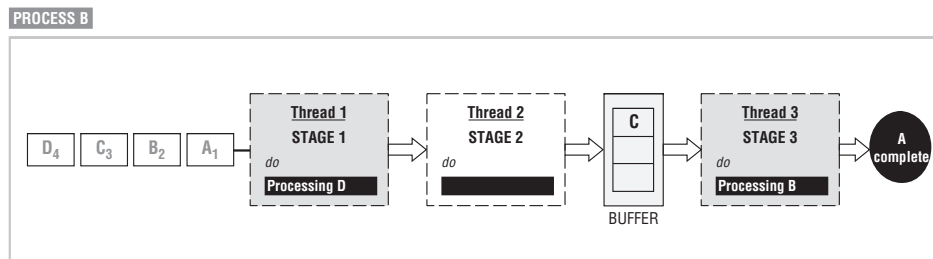 PROCESS B
D4
C3
B2
A1
Thread 1
STAGE 1
do
Processing D
Thread 2
STAGE 2
do
C
BUFFER
Thread 3
STAGE 3
do
Processing B
A
complete